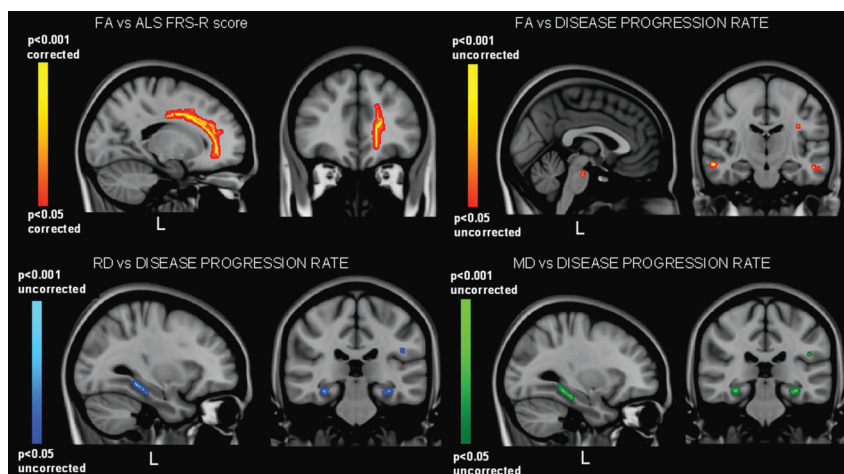 FA vs ALS FRS-R score
p<0.001
corrected
p<0.05
corrected
L
FA vs DISEASE PROGRESSION RATE
p<0.001
uncorrected
p<0.05
uncorrected
L
RD vs DISEASE PROGRESSION RATE
p<0.001
uncorrected
p<0.05
uncorrected
L
MD vs DISEASE PROGRESSION RATE
p<0.001
uncorrected
p<0.05
uncorrected
L